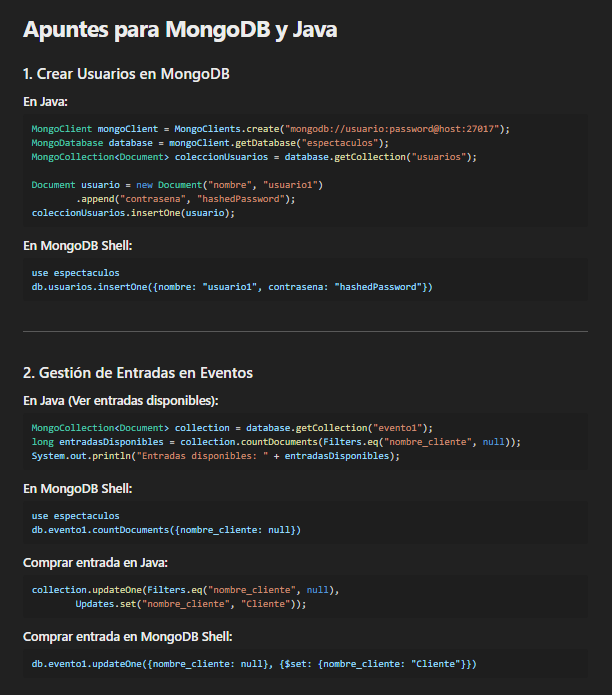 Apuntes para MongoDB y Java
1. Crear Usuarios en MongoDB
En Java:
MongoClient mongoClient = MongoClients.create("mongodb://usuario:password@host:27017");
MongoDatabase database = mongoClient.getDatabase("espectaculos");
MongoCollection<Document> coleccionUsuarios = database.getCollection("usuarios");
Document usuario = new Document("nombre", "usuario1")
.append("contrasena", "hashedPassword");
coleccionUsuarios.insertOne(usuario);
En MongoDB Shell:
use espectaculos
db.usuarios.insertOne({nombre: "usuario1", contrasena: "hashedPassword"})
2. Gestión de Entradas en Eventos
En Java (Ver entradas disponibles):
MongoCollection<Document> collection = database.getCollection("evento1");
long entradasDisponibles = collection.countDocuments(Filters.eq("nombre_cliente", null));
System.out.println("Entradas disponibles: " + entradasDisponibles);
En MongoDB Shell:
use espectaculos
db.evento1.countDocuments({nombre_cliente: null})
Comprar entrada en Java:
collection.updateOne(Filters.eq("nombre_cliente", null),
Updates.set("nombre_cliente", "Cliente"));
Comprar entrada en MongoDB Shell:
db.evento1.updateOne({nombre_cliente: null}, {$set: {nombre_cliente: "Cliente"}})